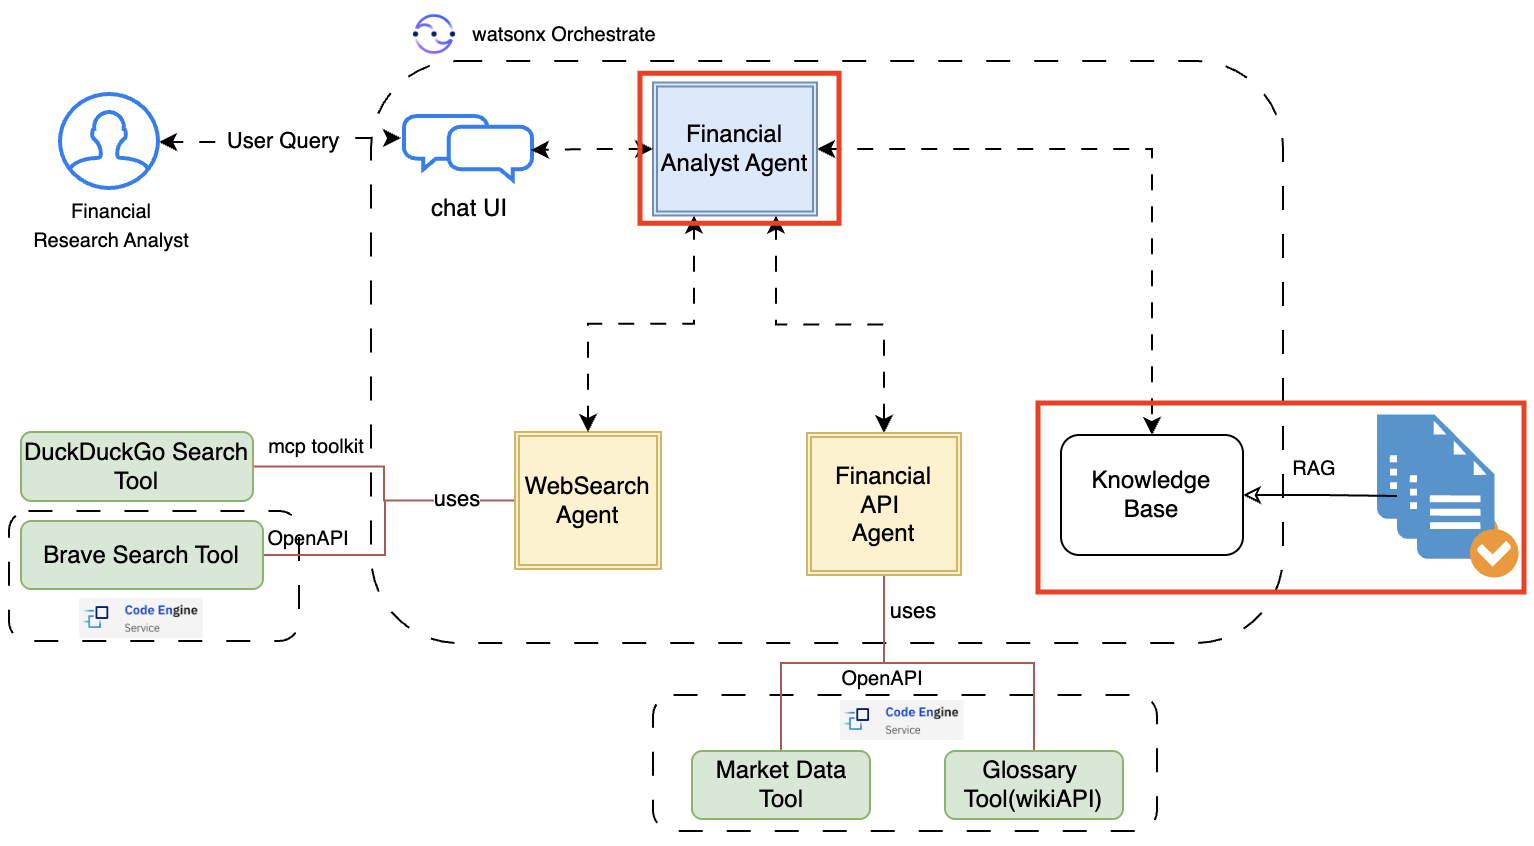 watsonx Orchestrate
User Query
Financial
Research Analyst
chat UI
Financial
Analyst Agent
DuckDuckGo Search
Tool
mcp toolkit
Brave Search Tool
OpenAPI
Code Engine
Service
uses
WebSearch
Agent
Financial
API
Agent
Knowledge
Base
RAG
uses
OpenAPI
Code Engine
Service
Market Data
Tool
Glossary
Tool(wikiAPI)